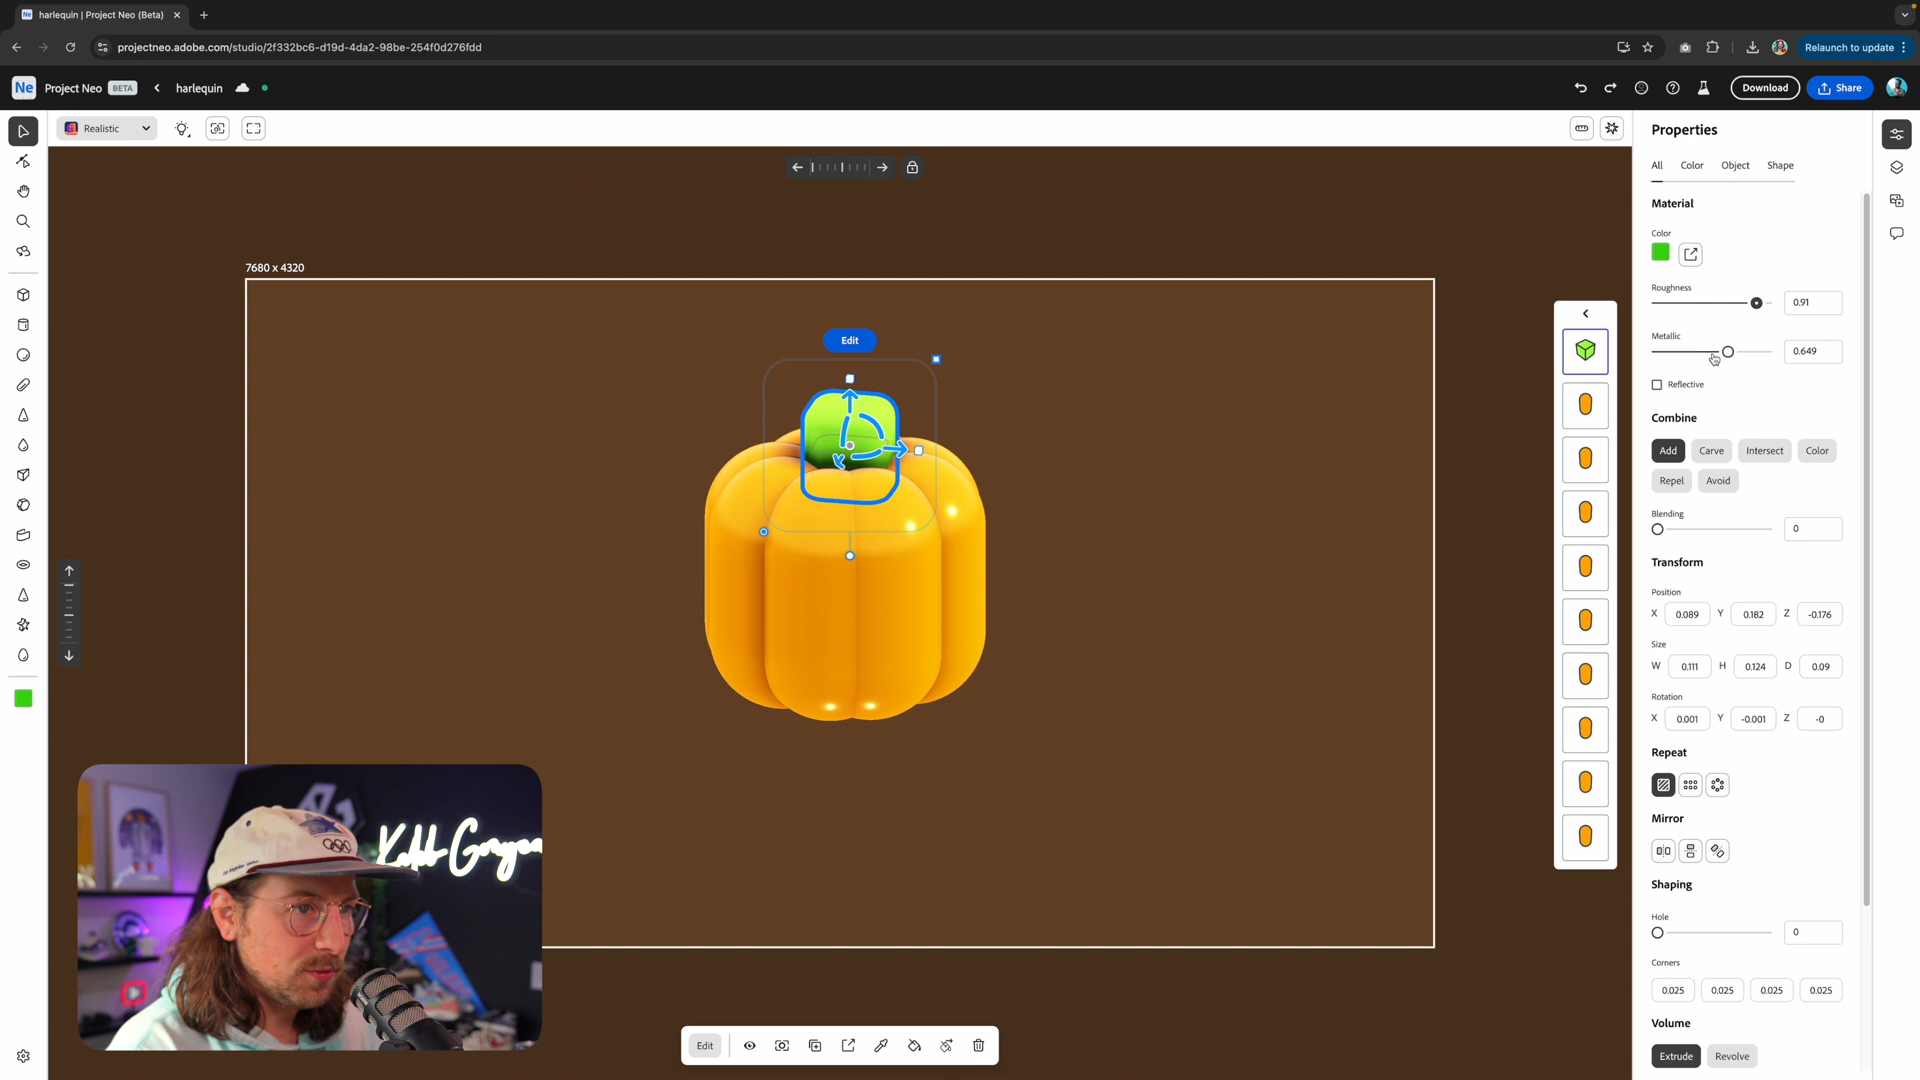 harlequin | Project Neo (Beta)
projectneo.adobe.com/studio/2f332bc6-d19d-4da2-98be-254f0d276fdd
Relaunch to update
Ne Project Neo BETA harlequin
Download
Share
Realistic
7680 x 4320
Edit
Edit
Properties
All Color Object Shape
Material
Color
Roughness
0.91
Metallic
0.649
Reflective
Combine
Add Carve Intersect Color
Repel Avoid
Blending
0
Transform
Position
X 0.089 Y 0.182 Z -0.176
Size
W 0.111 H 0.124 D 0.09
Rotation
X 0.001 Y -0.001 Z -0
Repeat
Mirror
Shaping
Hole
0
Corners
0.025 0.025 0.025 0.025
Volume
Extrude Revolve